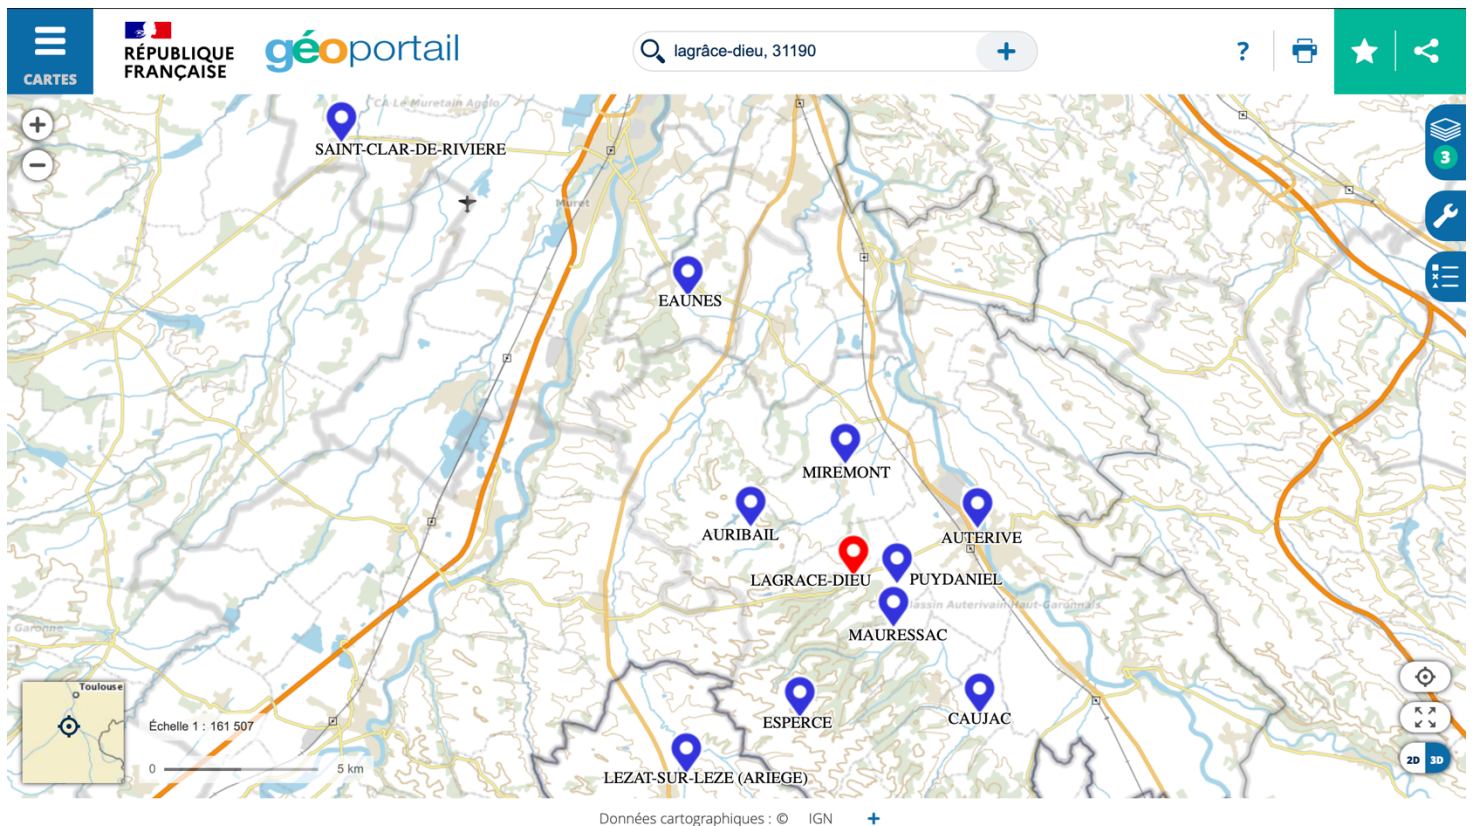 CARTES
RÉPUBLIQUE
FRANÇAISE
géoportail
lagrâce-dieu, 31190
+
?
+
−
CA Le Muretain Agglo
SAINT-CLAR-DE-RIVIERE
Muret
3
EAUNES
MIREMONT
AURIBAIL
AUTERIVE
LAGRACE-DIEU
PUYDANIEL
assin Auterivain Haut-Garonnais
MAURESSAC
Garonne
ESPERCE
CAUJAC
LEZAT-SUR-LEZE (ARIEGE)
Toulouse
Échelle 1 : 161 507
0 5 km
2D 3D
Données cartographiques : © IGN +